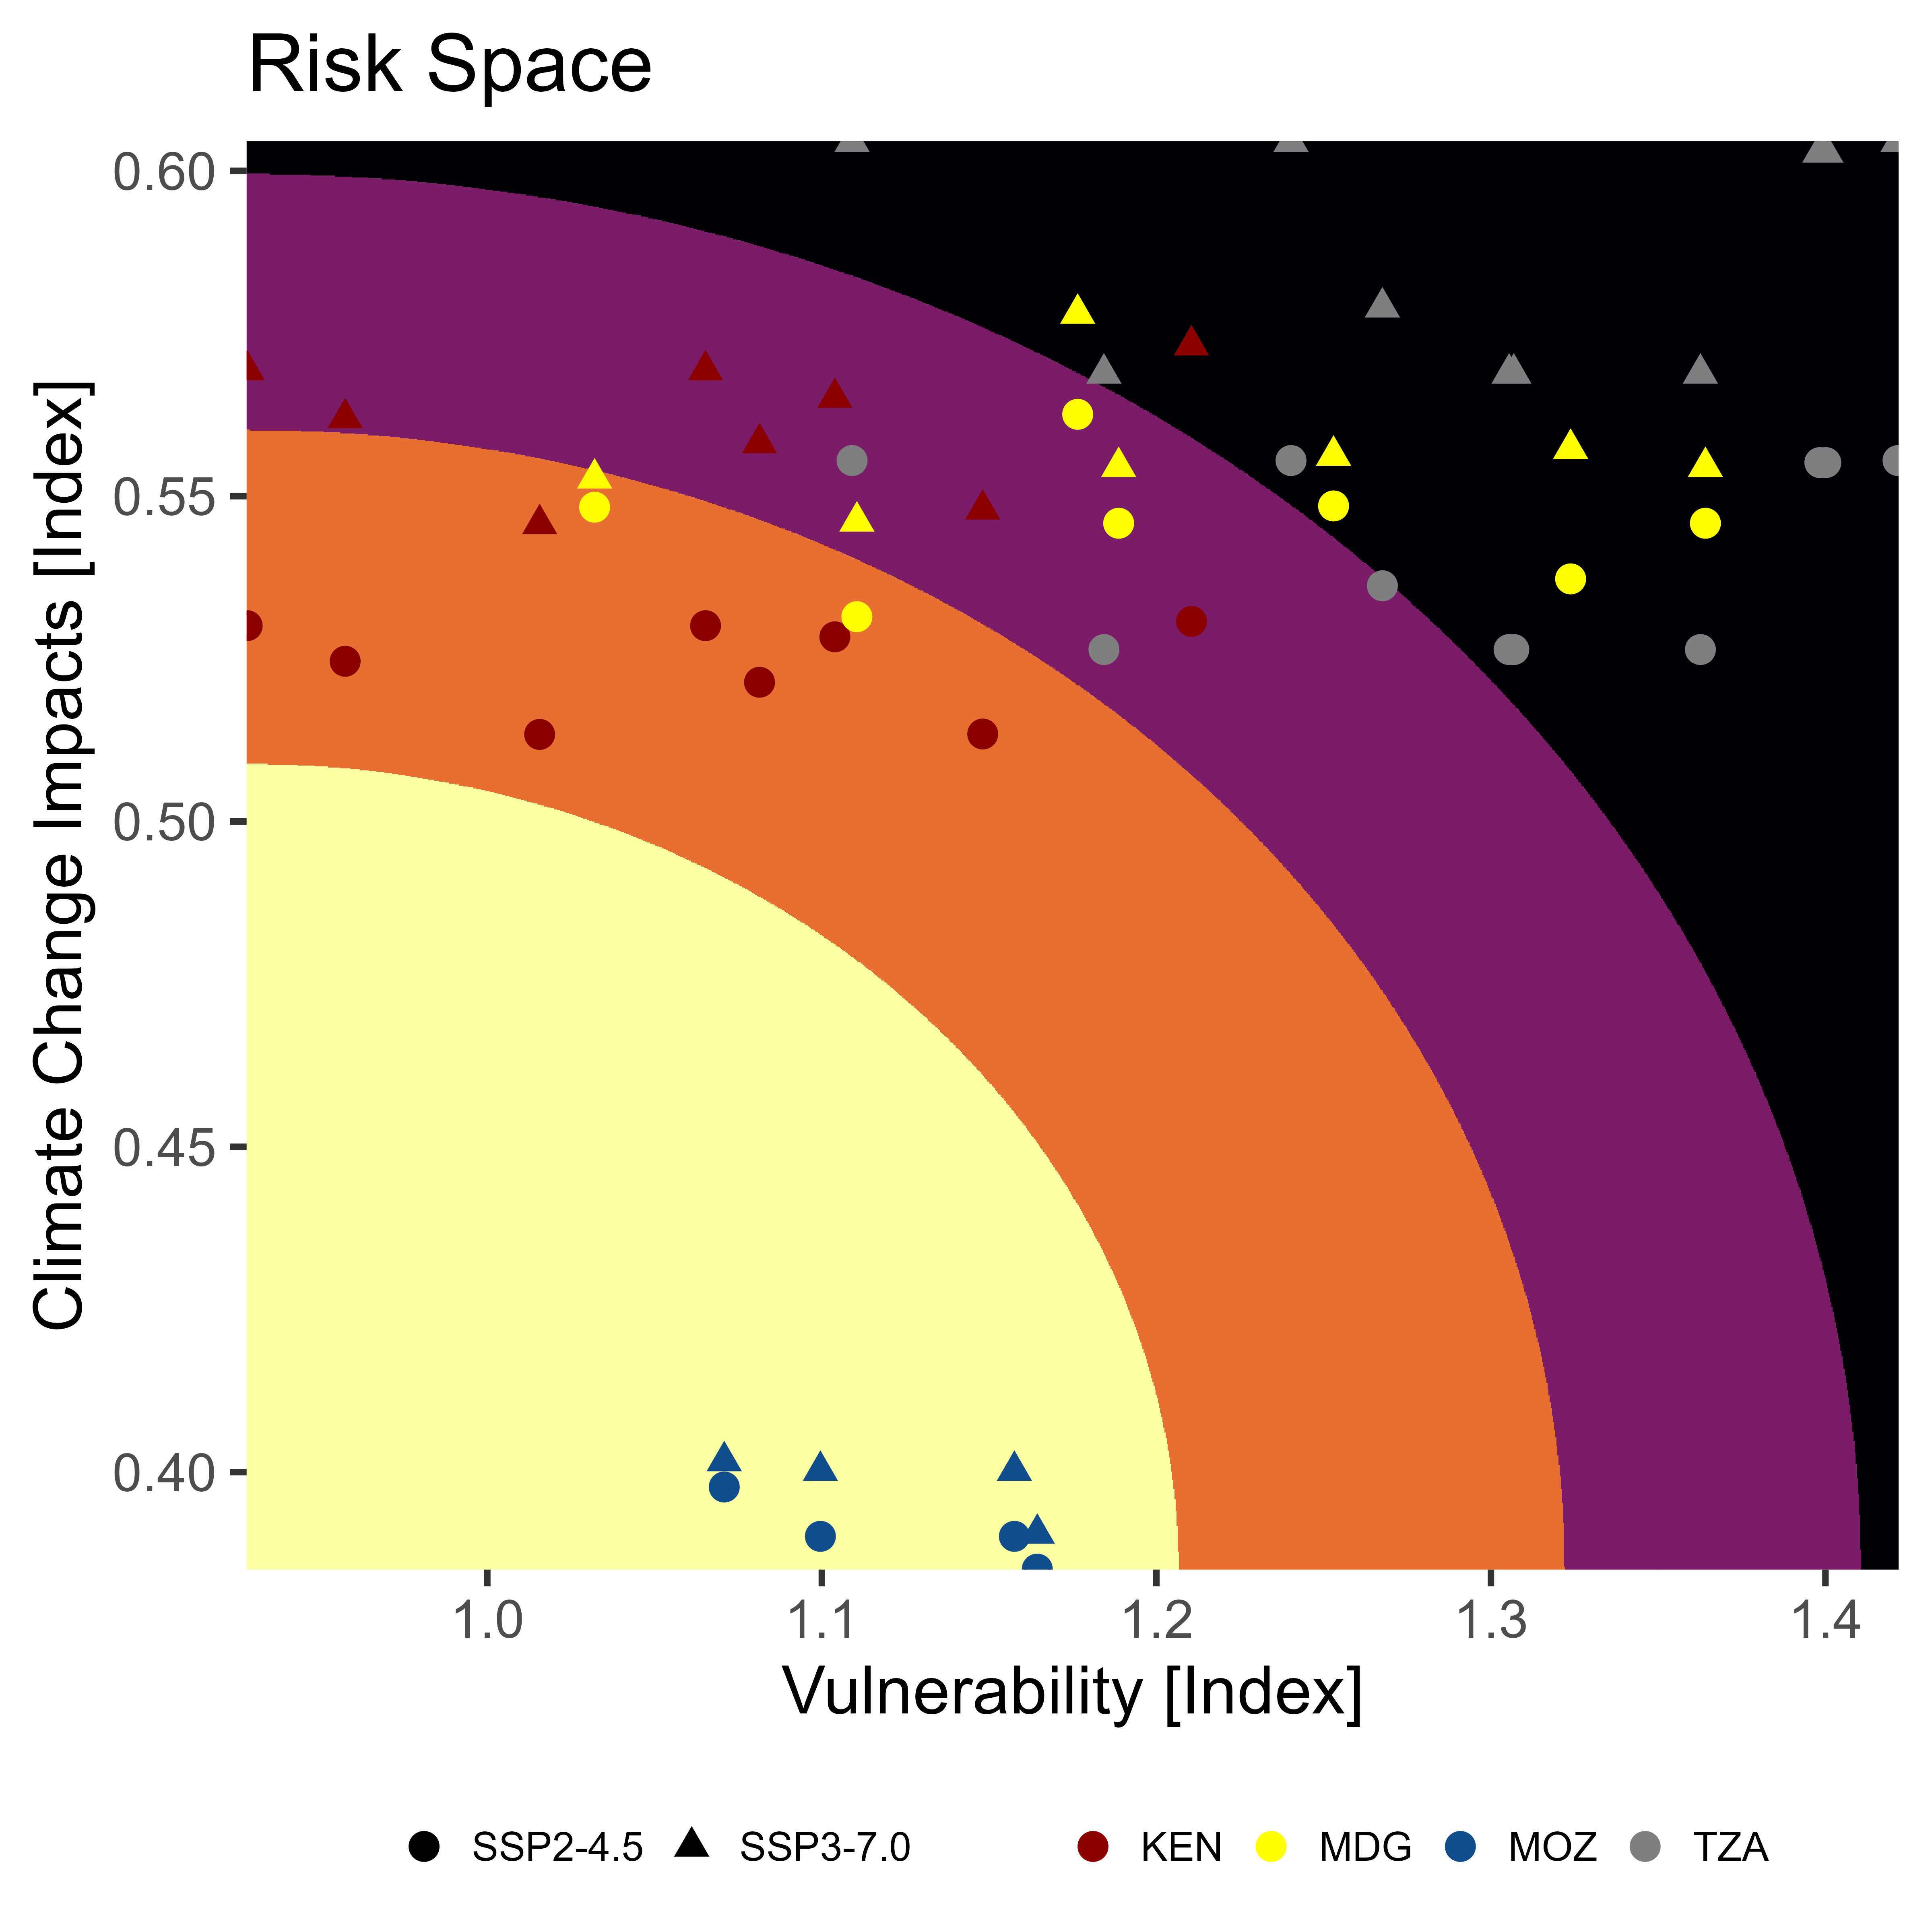 Risk Space
0.60
0.55
0.50
0.45
0.40
Climate Change Impacts [Index]
1.0 1.1 1.2 1.3 1.4
Vulnerability [Index]
SSP2-4.5 SSP3-7.0 KEN MDG MOZ TZA